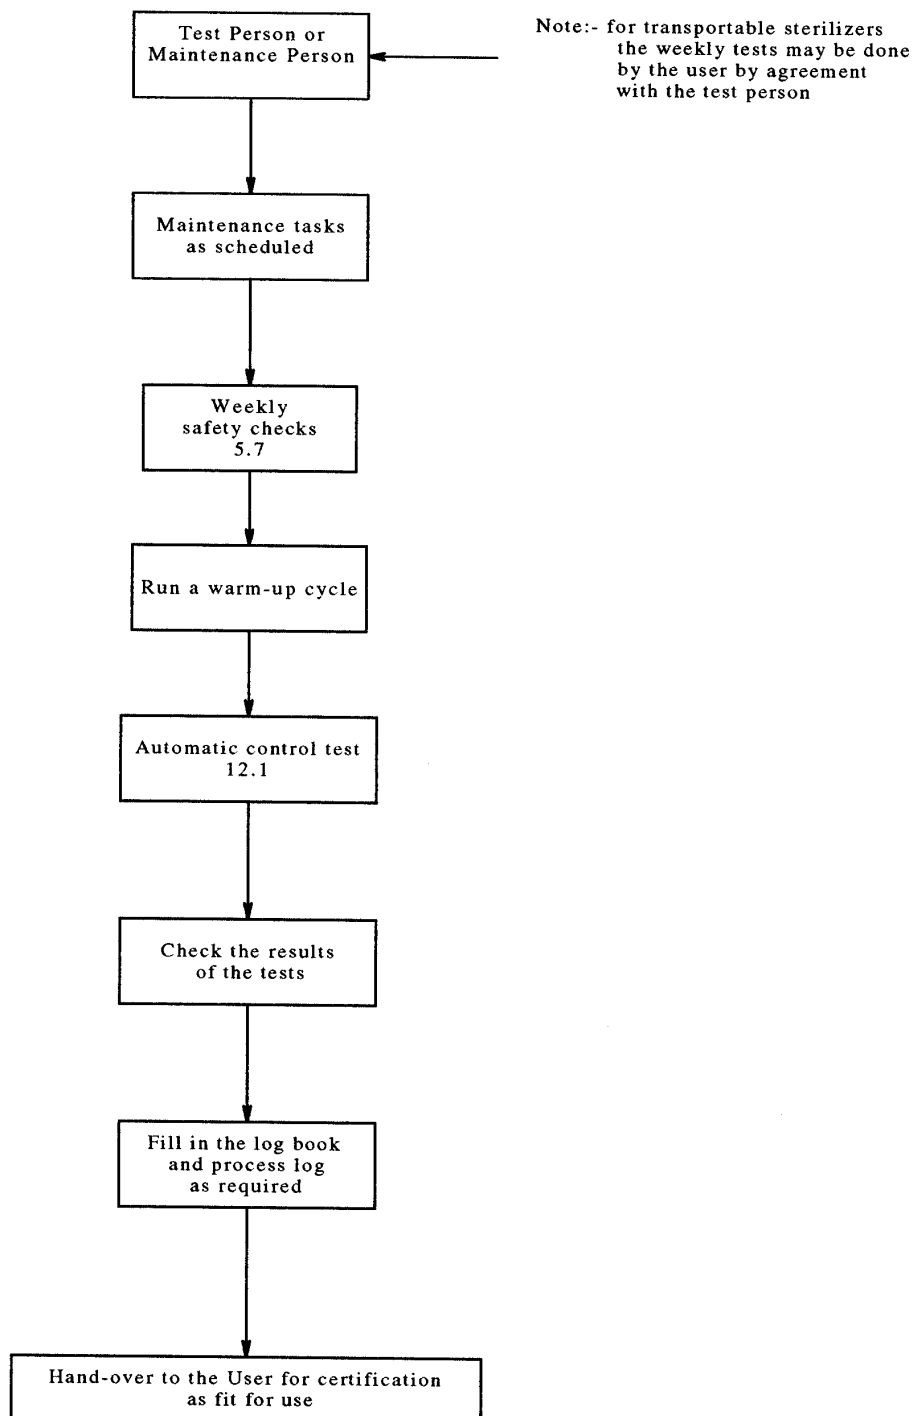 Test Person or
Maintenance Person
Note:- for transportable sterilizers
the weekly tests may be done
by the user by agreement
with the test person
Maintenance tasks
as scheduled
Weekly
safety checks
5.7
Run a warm-up cycle
Automatic control test
12.1
Check the results
of the tests
Fill in the log book
and process log
as required
Hand-over to the User for certification
as fit for use